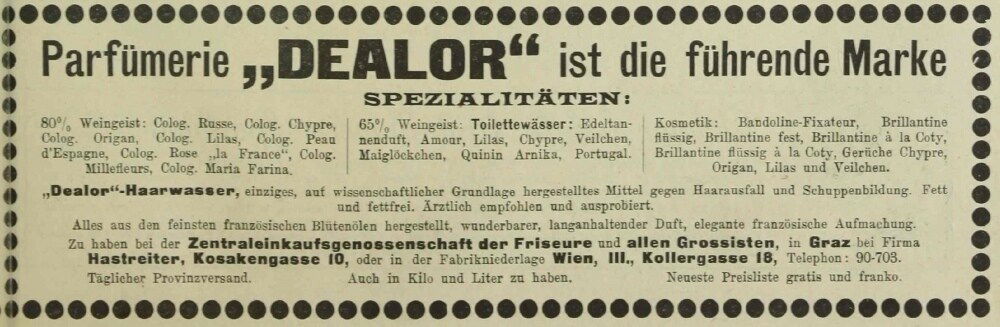 Parfümerie „DEALOR“ ist die führende Marke
SPEZIALITÄTEN:
80% Weingeist: Colog. Russe, Colog. Chypre,
Colog. Origan, Colog. Lilas, Colog. Peau
d'Espagne, Colog. Rose „la France“, Colog.
Millefleurs, Colog. Maria Farina.
65% Weingeist: Toilettewässer: Edeltan-
nenduft, Amour, Lilas, Chypre, Veilchen,
Maiglöckchen, Quinin Arnika, Portugal.
Kosmetik: Bandoline-Fixateur, Brillantine
flüssig, Brillantine fest, Brillantine à la Coty,
Brillantine flüssig à la Coty, Gerüche Chypre,
Origan, Lilas und Veilchen.
„Dealor“-Haarwasser, einziges, auf wissenschaftlicher Grundlage hergestelltes Mittel gegen Haarausfall und Schuppenbildung. Fett
und fettfrei. Ärztlich empfohlen und ausprobiert.
Alles aus den feinsten französischen Blütenölen hergestellt, wunderbarer, langanhaltender Duft, elegante französische Aufmachung.
Zu haben bei der Zentraleinkaufsgenossenschaft der Friseure und allen Grossisten, in Graz bei Firma
Hastreiter, Kosakengasse 10, oder in der Fabrikniederlage Wien, III., Kollergasse 18, Telephon: 90-703.
Täglicher Provinzversand. Auch in Kilo und Liter zu haben. Neueste Preisliste gratis und franko.